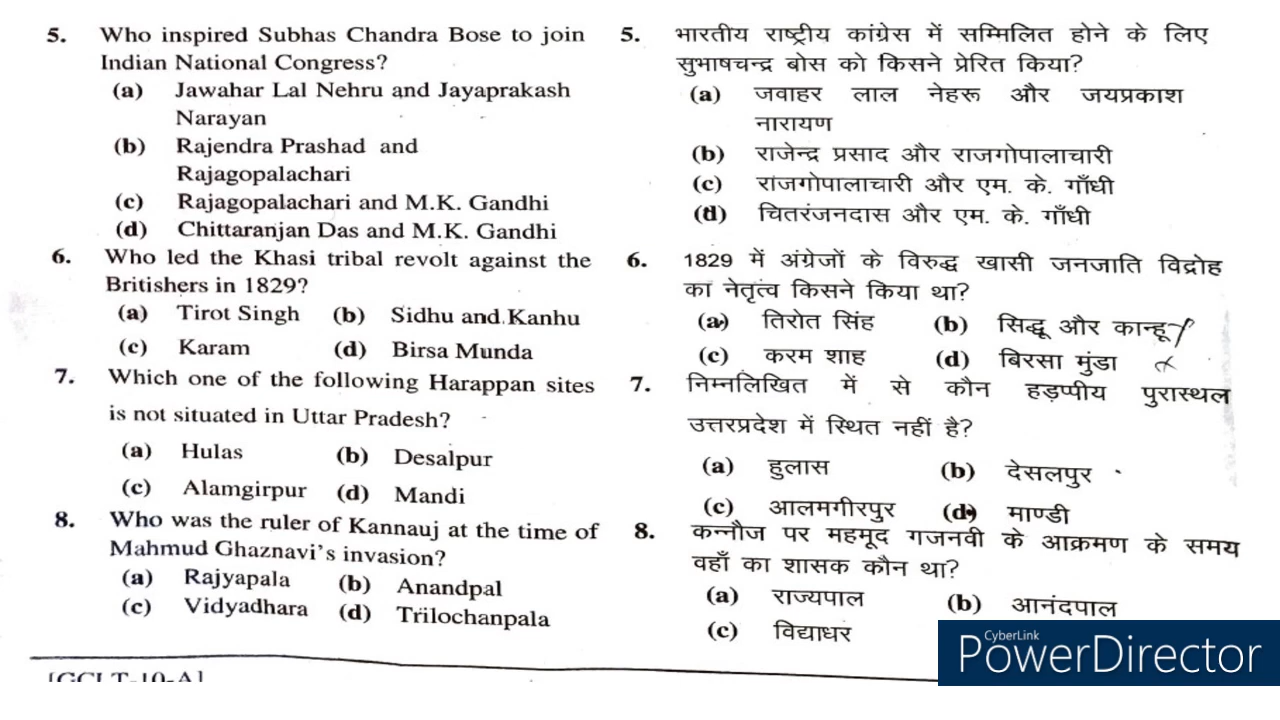 5. Who inspired Subhas Chandra Bose to join
Indian National Congress?
(a) Jawahar Lal Nehru and Jayaprakash
Narayan
(b) Rajendra Prashad and
Rajagopalachari
(c) Rajagopalachari and M.K. Gandhi
(d) Chittaranjan Das and M.K. Gandhi
6. Who led the Khasi tribal revolt against the
Britishers in 1829?
(a) Tirot Singh (b) Sidhu and Kanhu
(c) Karam (d) Birsa Munda
7. Which one of the following Harappan sites
is not situated in Uttar Pradesh?
(a) Hulas (b) Desalpur
(c) Alamgirpur (d) Mandi
8. Who was the ruler of Kannauj at the time of
Mahmud Ghaznavi's invasion?
(a) Rajyapala (b) Anandpal
(c) Vidyadhara (d) Trilochanpala
5. भारतीय राष्ट्रीय कांग्रेस में सम्मिलित होने के लिए
सुभाषचन्द्र बोस को किसने प्रेरित किया?
(a) जवाहर लाल नेहरू और जयप्रकाश
नारायण
(b) राजेन्द्र प्रसाद और राजगोपालाचारी
(c) राजगोपालाचारी और एम. के. गाँधी
(d) चितरंजनदास और एम. के. गाँधी
6. 1829 में अंग्रेजों के विरुद्ध खासी जनजाति विद्रोह
का नेतृत्व किसने किया था?
(a) तिरोत सिंह (b) सिद्धू और कान्हू
(c) करम शाह (d) बिरसा मुंडा
7. निम्नलिखित में से कौन हड़प्पीय पुरास्थल
उत्तरप्रदेश में स्थित नहीं है?
(a) हुलास (b) देसलपुर
(c) आलमगीरपुर (d) माण्डी
8. कन्नौज पर महमूद गजनवी के आक्रमण के समय
वहाँ का शासक कौन था?
(a) राज्यपाल (b) आनंदपाल
(c) विद्याधर
CyberLink
PowerDirector